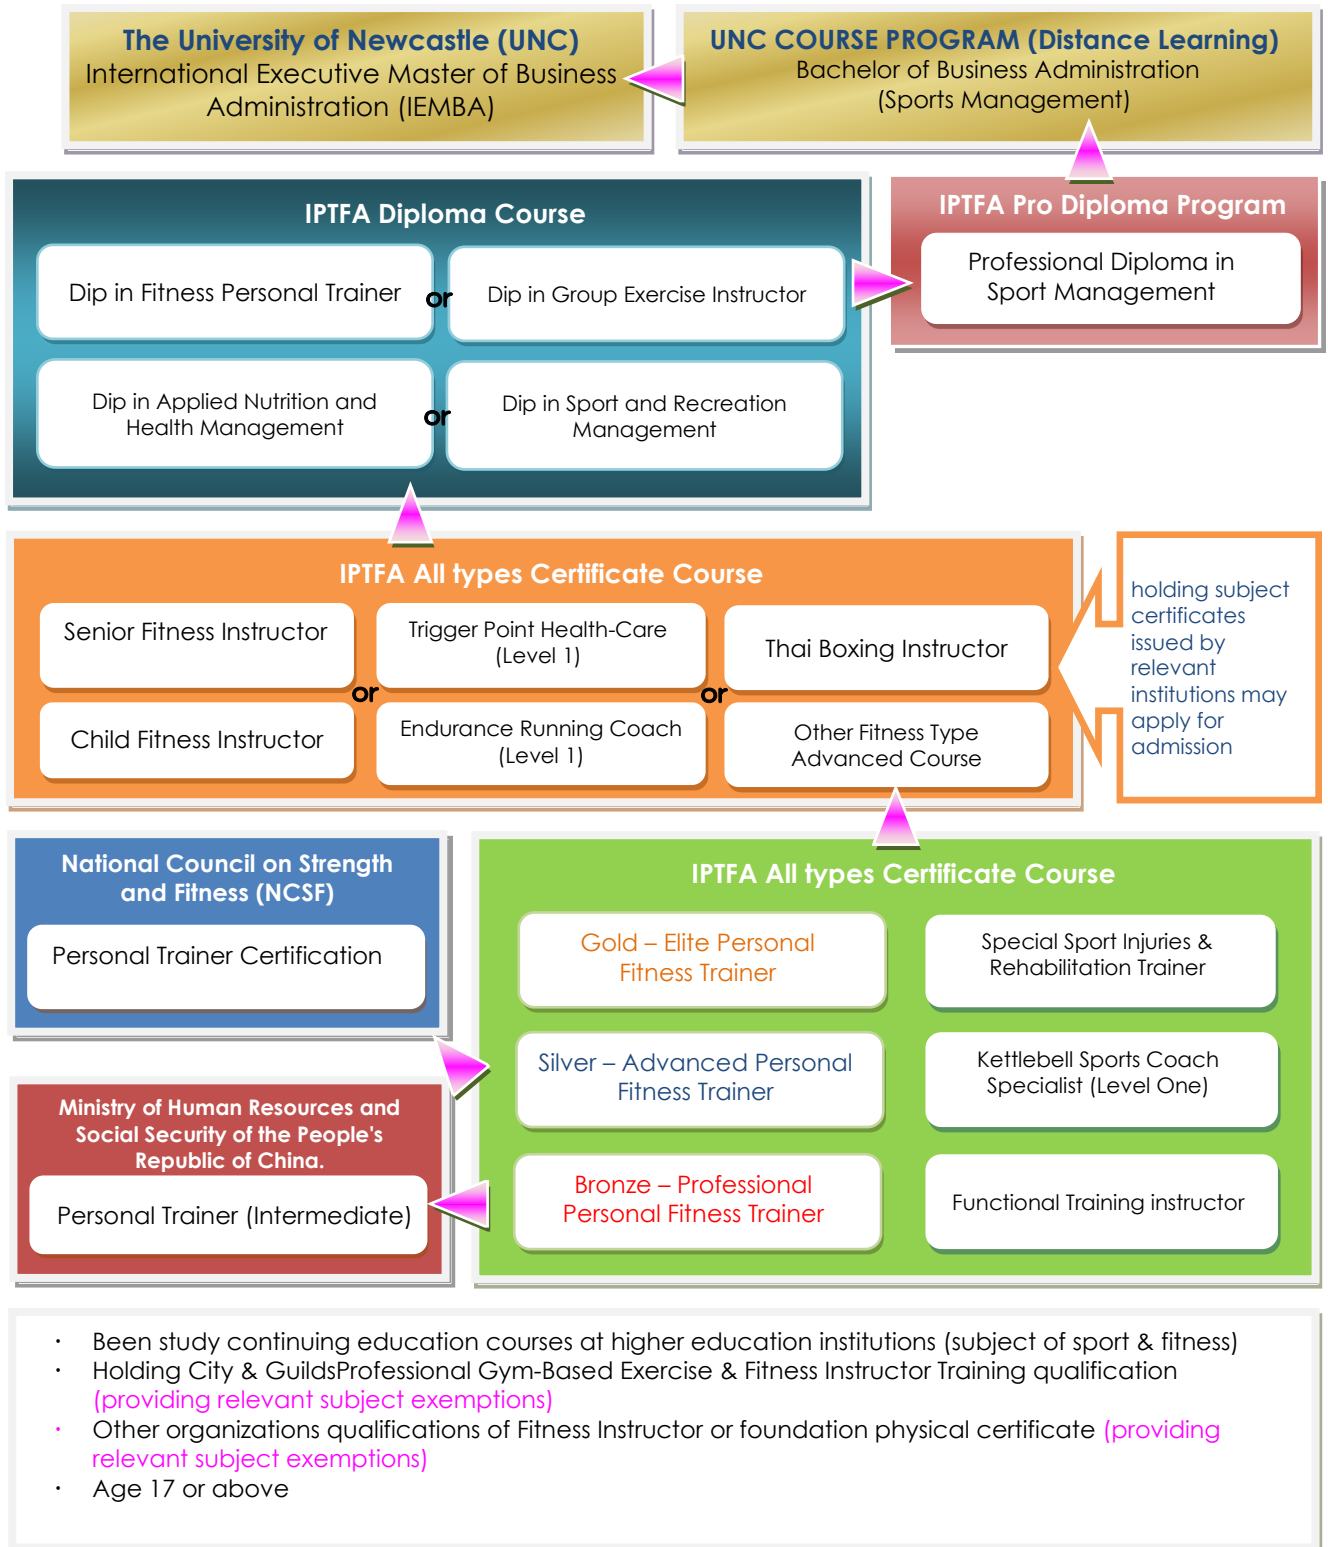 The University of Newcastle (UNC)
International Executive Master of Business
Administration (IEMBA)
UNC COURSE PROGRAM (Distance Learning)
Bachelor of Business Administration
(Sports Management)
IPTFA Diploma Course
Dip in Fitness Personal Trainer
or
Dip in Group Exercise Instructor
Dip in Applied Nutrition and
Health Management
or
Dip in Sport and Recreation
Management
IPTFA Pro Diploma Program
Professional Diploma in
Sport Management
IPTFA All types Certificate Course
Senior Fitness Instructor
Trigger Point Health-Care
(Level 1)
Thai Boxing Instructor
or
or
Child Fitness Instructor
Endurance Running Coach
(Level 1)
Other Fitness Type
Advanced Course
holding subject
certificates
issued by
relevant
institutions may
apply for
admission
National Council on Strength
and Fitness (NCSF)
Personal Trainer Certification
Ministry of Human Resources and
Social Security of the People's
Republic of China.
Personal Trainer (Intermediate)
IPTFA All types Certificate Course
Gold – Elite Personal
Fitness Trainer
Special Sport Injuries &
Rehabilitation Trainer
Silver – Advanced Personal
Fitness Trainer
Kettlebell Sports Coach
Specialist (Level One)
Bronze – Professional
Personal Fitness Trainer
Functional Training instructor
· Been study continuing education courses at higher education institutions (subject of sport & fitness)
· Holding City & GuildsProfessional Gym-Based Exercise & Fitness Instructor Training qualification
(providing relevant subject exemptions)
· Other organizations qualifications of Fitness Instructor or foundation physical certificate (providing
relevant subject exemptions)
· Age 17 or above